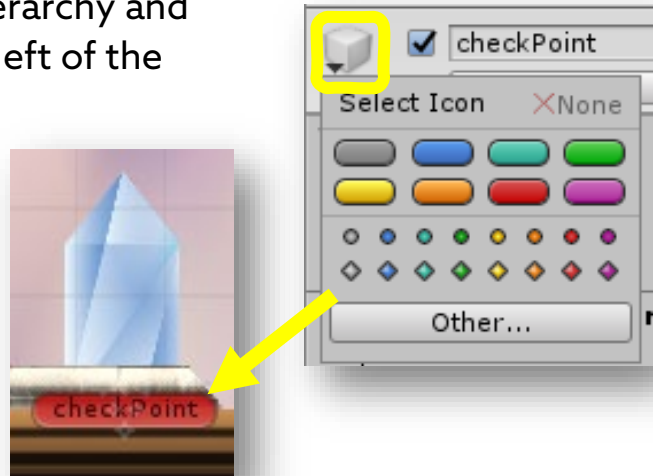 erarchy and
eft of the
checkPoint
Select Icon
None
Other...
checkPoint